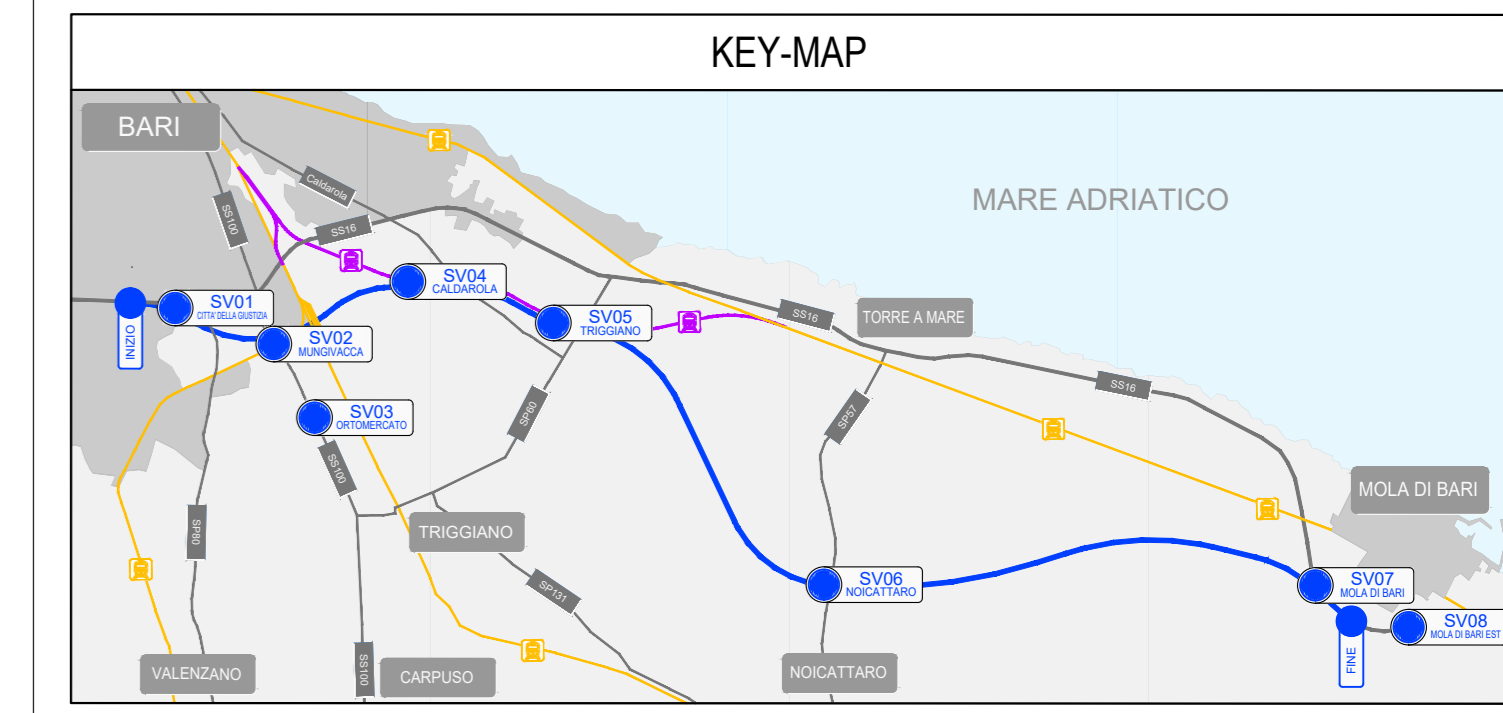 KEY-MAP
BARI
Caldarola
SS100
SS16
MARE ADRIATICO
SV04
CALDAROLA
SV01
CITTA' DELLA GIUSTIZIA
INIZIO
SV05
TRIGGIANO
SS16
TORRE A MARE
SV02
MUNGIVACCA
SS16
SV03
ORTOMERCATO
SP60
SP57
SS100
MOLA DI BARI
SP80
TRIGGIANO
SV06
NOICATTARO
SV07
MOLA DI BARI
SP131
SV08
MOLA DI BARI EST
FINE
VALENZANO
SS100
CARPUSO
NOICATTARO